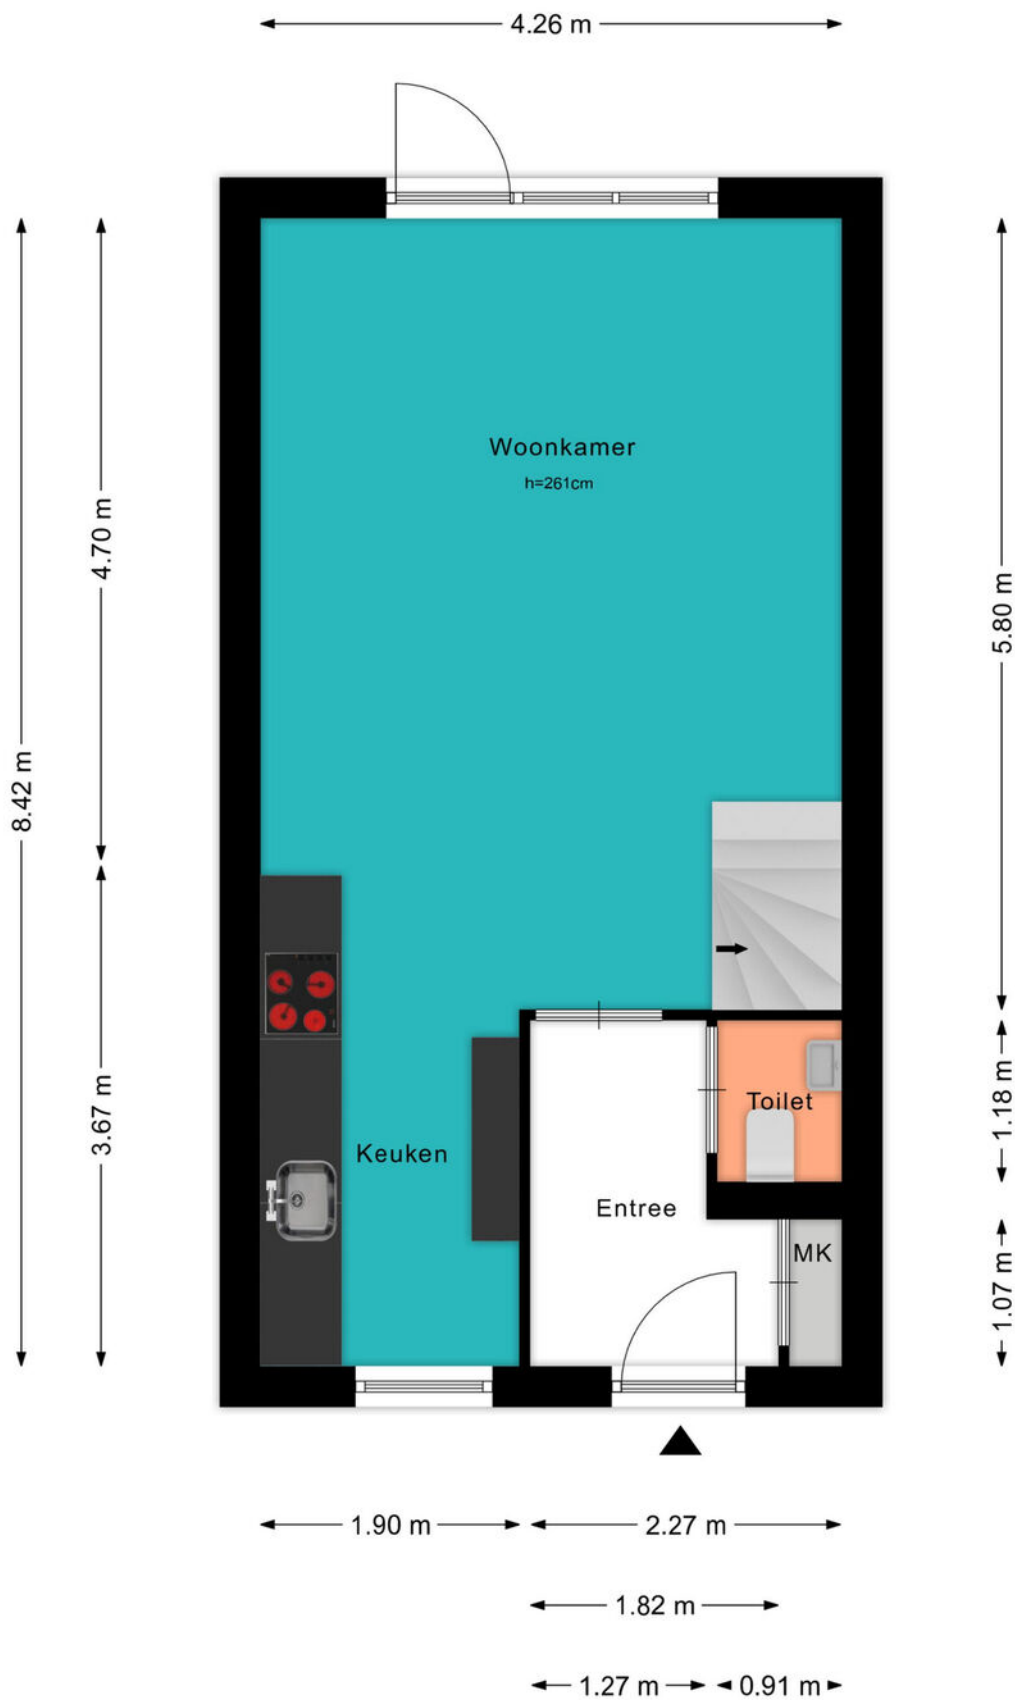 4.26 m
Woonkamer
h=261cm
4.70 m
5.80 m
8.42 m
3.67 m
1.18 m
Toilet
Keuken
Entree
MK
1.07 m
1.90 m
2.27 m
1.82 m
1.27 m
0.91 m